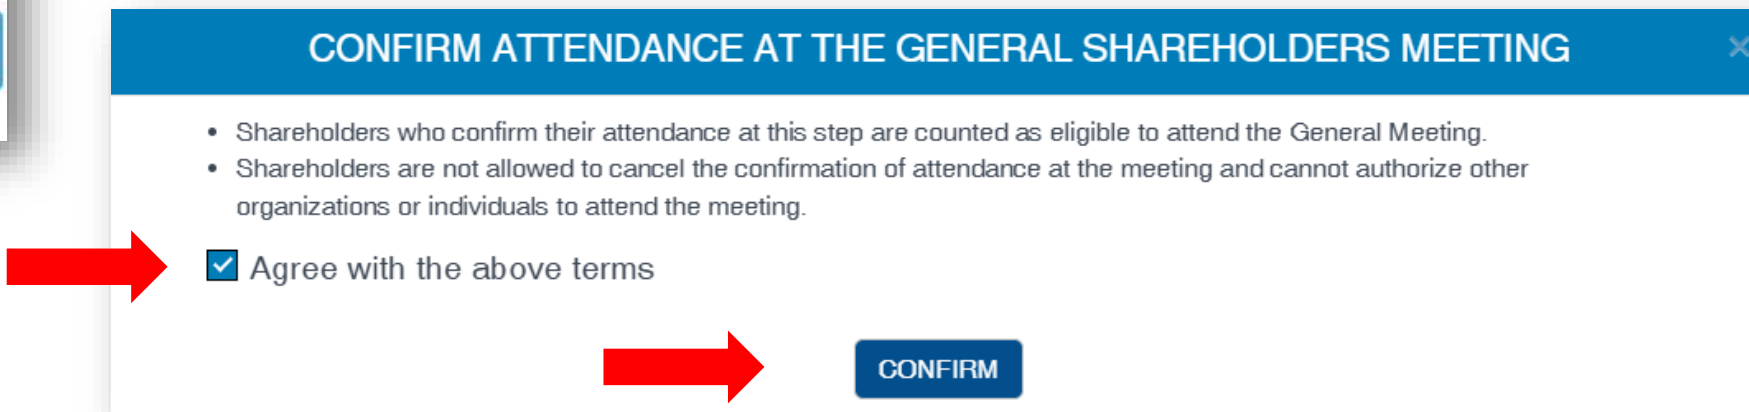 CONFIRM ATTENDANCE AT THE GENERAL SHAREHOLDERS MEETING
• Shareholders who confirm their attendance at this step are counted as eligible to attend the General Meeting.
• Shareholders are not allowed to cancel the confirmation of attendance at the meeting and cannot authorize other
organizations or individuals to attend the meeting.
Agree with the above terms
CONFIRM